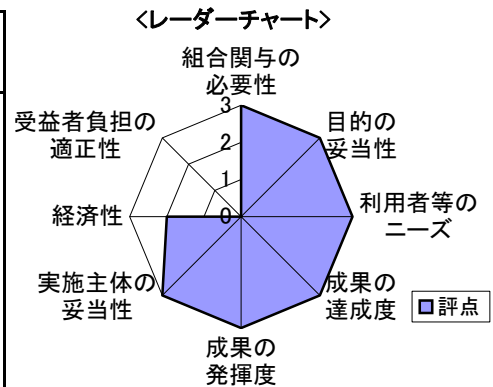 <レーダーチャート>
組合関与の
必要性
目的の
妥当性
利用者等の
ニーズ
成果の
達成度
成果の
発揮度
実施主体の
妥当性
経済性
受益者負担の
適正性
3
2
1
0
評点